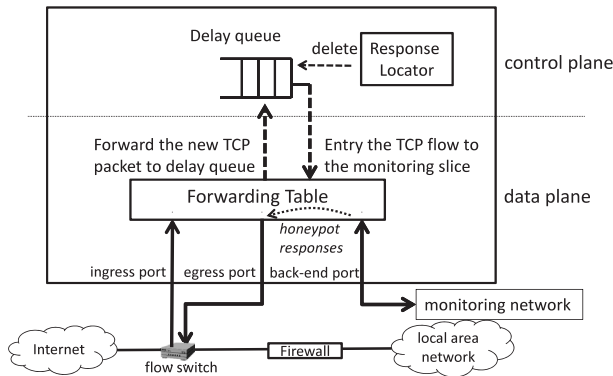 Delay queue
delete
Response
Locator
control plane
Forward the new TCP
packet to delay queue
Entry the TCP flow to
the monitoring slice
Forwarding Table
data plane
honeypot
responses
ingress port
egress port
back-end port
monitoring network
Internet
flow switch
Firewall
local area
network